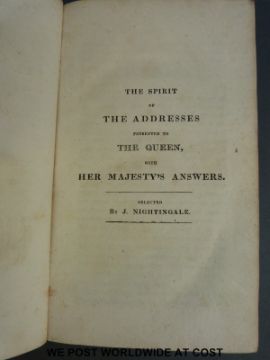 THE SPIRIT
OF
THE ADDRESSES
PRESENTED TO
THE QUEEN,
WITH
HER MAJESTY'S ANSWERS.
SELECTED
BY J. NIGHTINGALE.
WE POST WORLDWIDE AT COST